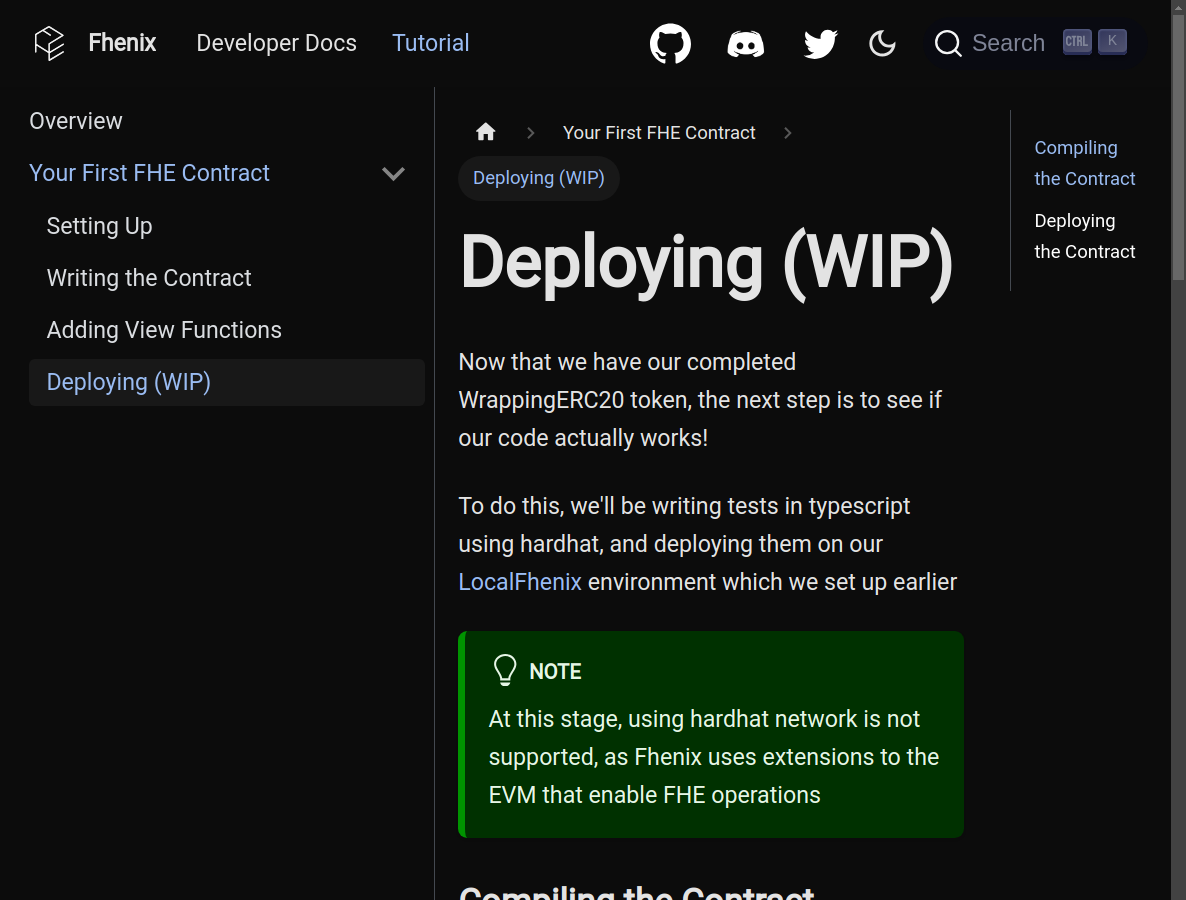 Fhenix Developer Docs Tutorial Search CTRL K
Overview
Your First FHE Contract
Setting Up
Writing the Contract
Adding View Functions
Deploying (WIP)
Your First FHE Contract
Deploying (WIP)
Deploying (WIP)
Now that we have our completed
WrappingERC20 token, the next step is to see if
our code actually works!
To do this, we'll be writing tests in typescript
using hardhat, and deploying them on our
LocalFhenix environment which we set up earlier
NOTE
At this stage, using hardhat network is not
supported, as Fhenix uses extensions to the
EVM that enable FHE operations
Compiling the Contract
Compiling
the Contract
Deploying
the Contract